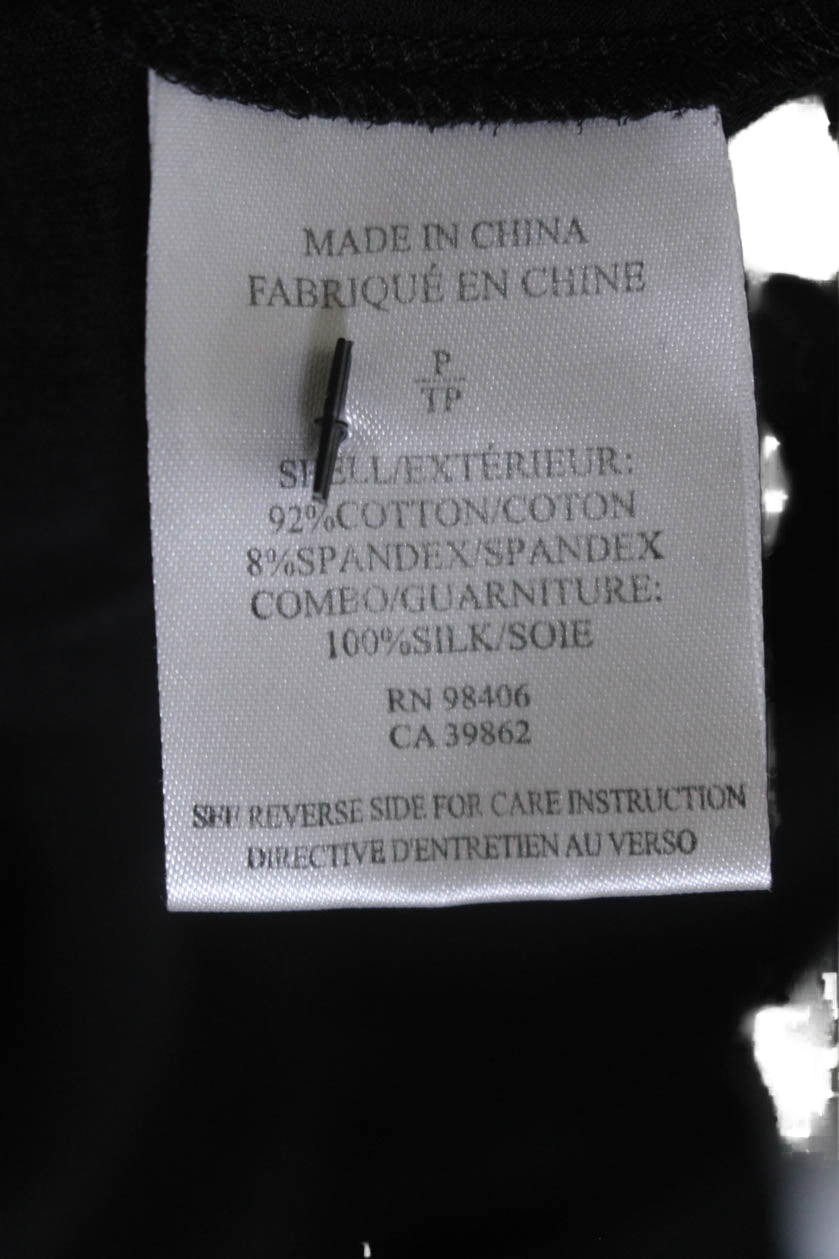 MADE IN CHINA
FABRIQUÉ EN CHINE
P
TP
SHELL/EXTÉRIEUR:
92%COTTON/COTON
8%SPANDEX/SPANDEX
COMBO/GUARNITURE:
100%SILK/SOIE
RN 98406
CA 39862
SEE REVERSE SIDE FOR CARE INSTRUCTION
DIRECTIVE D'ENTRETIEN AU VERSO